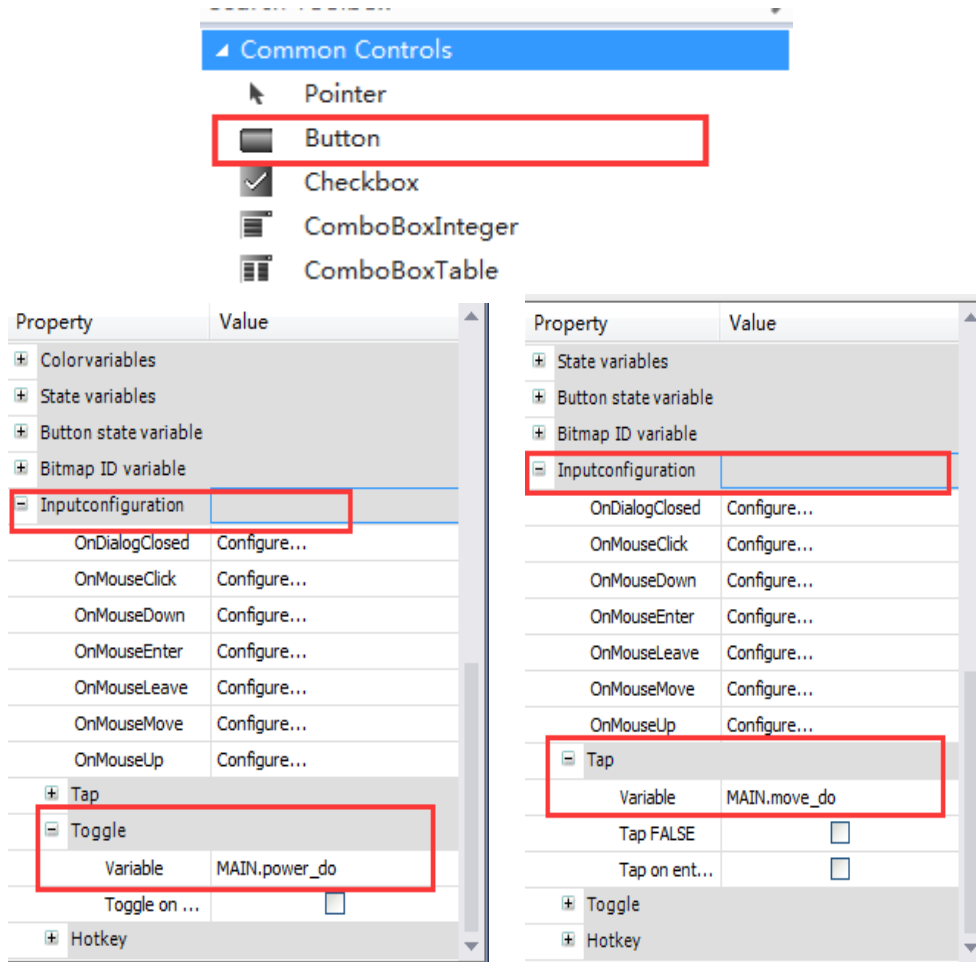 Common Controls
Pointer
Button
Checkbox
ComboBoxInteger
ComboBoxTable
Property Value
Colorvariables
State variables
Button state variable
Bitmap ID variable
Inputconfiguration
OnDialogClosed Configure...
OnMouseClick Configure...
OnMouseDown Configure...
OnMouseEnter Configure...
OnMouseLeave Configure...
OnMouseMove Configure...
OnMouseUp Configure...
Tap
Toggle
Variable MAIN.power_do
Toggle on ...
Hotkey
Property Value
State variables
Button state variable
Bitmap ID variable
Inputconfiguration
OnDialogClosed Configure...
OnMouseClick Configure...
OnMouseDown Configure...
OnMouseEnter Configure...
OnMouseLeave Configure...
OnMouseMove Configure...
OnMouseUp Configure...
Tap
Variable MAIN.move_do
Tap FALSE
Tap on ent...
Toggle
Hotkey